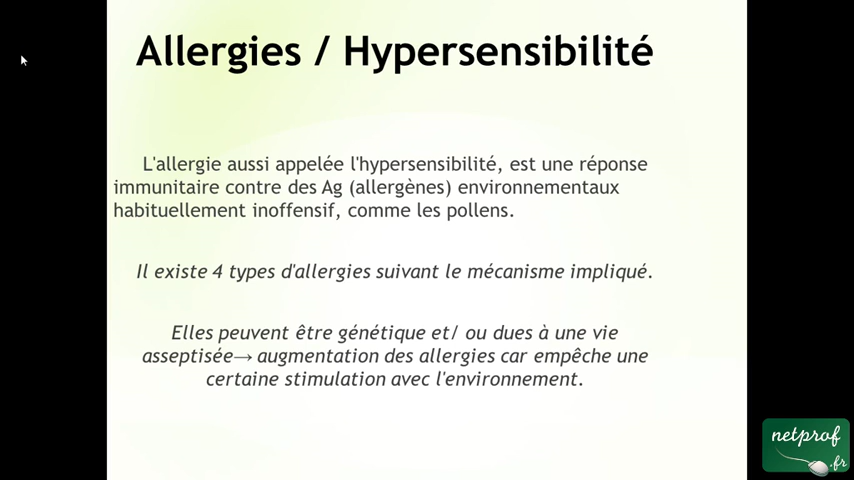 Allergies / Hypersensibilité
L'allergie aussi appelée l'hypersensibilité, est une réponse
immunitaire contre des Ag (allergènes) environnementaux
habituellement inoffensif, comme les pollens.
Il existe 4 types d'allergies suivant le mécanisme impliqué.
Elles peuvent être génétique et/ ou dues à une vie
aseptisée→ augmentation des allergies car empêche une
certaine stimulation avec l'environnement.
netprof
.fr